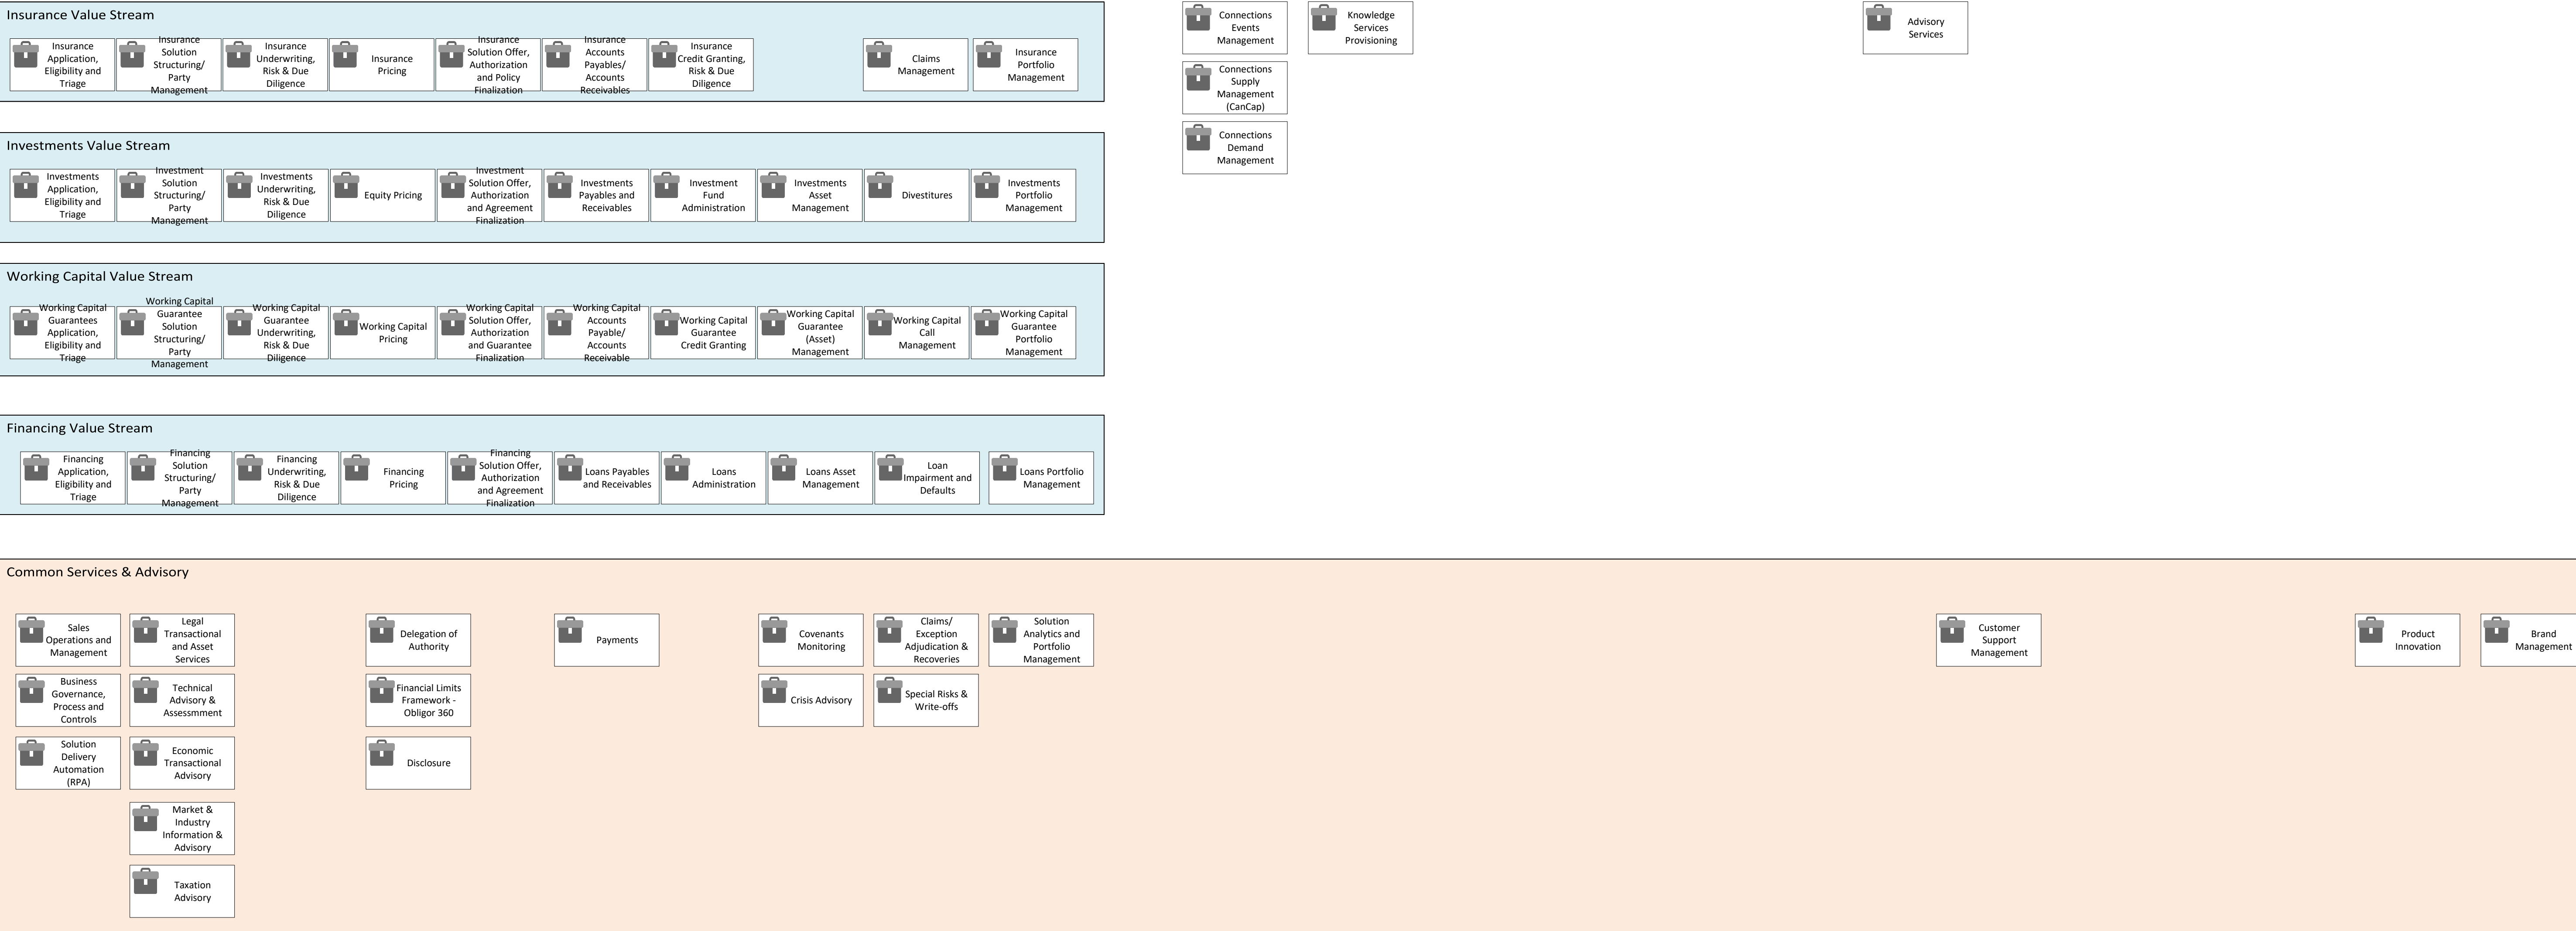 Insurance Value Stream
Insurance
Application,
Eligibility and
Triage
Insurance
Solution
Structuring/
Party
Management
Insurance
Underwriting,
Risk & Due
Diligence
Insurance
Pricing
Insurance
Solution Offer,
Authorization
and Policy
Finalization
Insurance
Accounts
Payables/
Accounts
Receivables
Insurance
Credit Granting,
Risk & Due
Diligence
Claims
Management
Insurance
Portfolio
Management
Connections
Events
Management
Knowledge
Services
Provisioning
Advisory
Services
Connections
Supply
Management
(CanCap)
Connections
Demand
Management
Investments Value Stream
Investments
Application,
Eligibility and
Triage
Investment
Solution
Structuring/
Party
Management
Investments
Underwriting,
Risk & Due
Diligence
Equity Pricing
Investment
Solution Offer,
Authorization
and Agreement
Finalization
Investments
Payables and
Receivables
Investment
Fund
Administration
Investments
Asset
Management
Divestitures
Investments
Portfolio
Management
Working Capital Value Stream
Working Capital
Guarantees
Application,
Eligibility and
Triage
Working Capital
Guarantee
Solution
Structuring/
Party
Management
Working Capital
Guarantee
Underwriting,
Risk & Due
Diligence
Working Capital
Pricing
Working Capital
Solution Offer,
Authorization
and Guarantee
Finalization
Working Capital
Accounts
Payable/
Accounts
Receivable
Working Capital
Guarantee
Credit Granting
Working Capital
Guarantee
(Asset)
Management
Working Capital
Call
Management
Working Capital
Guarantee
Portfolio
Management
Financing Value Stream
Financing
Application,
Eligibility and
Triage
Financing
Solution
Structuring/
Party
Management
Financing
Underwriting,
Risk & Due
Diligence
Financing
Pricing
Financing
Solution Offer,
Authorization
and Agreement
Finalization
Loans Payables
and Receivables
Loans
Administration
Loans Asset
Management
Loan
Impairment and
Defaults
Loans Portfolio
Management
Common Services & Advisory
Sales
Operations and
Management
Legal
Transactional
and Asset
Services
Delegation of
Authority
Payments
Covenants
Monitoring
Claims/
Exception
Adjudication &
Recoveries
Solution
Analytics and
Portfolio
Management
Customer
Support
Management
Product
Innovation
Brand
Management
Business
Governance,
Process and
Controls
Technical
Advisory &
Assessmment
Financial Limits
Framework -
Obligor 360
Crisis Advisory
Special Risks &
Write-offs
Solution
Delivery
Automation
(RPA)
Economic
Transactional
Advisory
Disclosure
Market &
Industry
Information &
Advisory
Taxation
Advisory